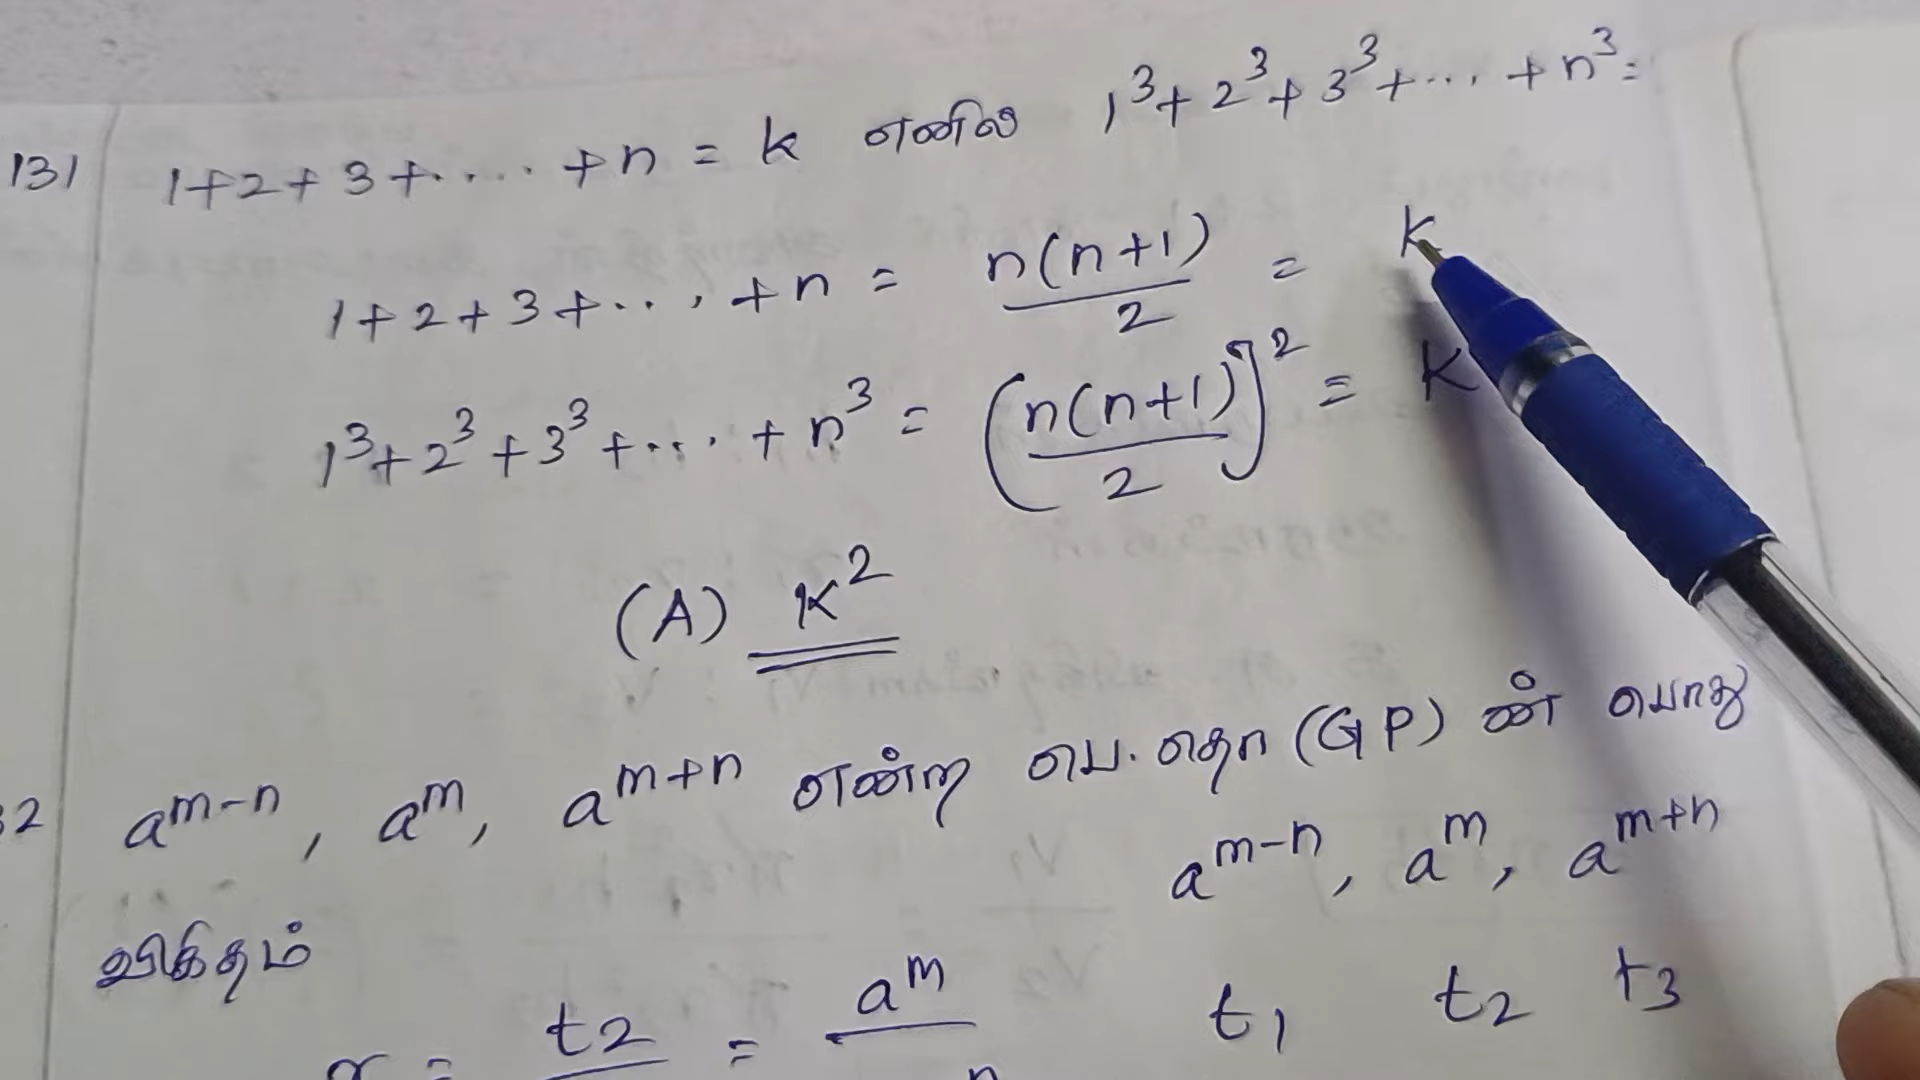 131 1+2+3+....+n = k எனில் 1³+2³+3³+...+n³=
1+2+3+...,+n = n(n+1)/2 = k
1³+2³+3³+...+n³ = (n(n+1)/2)² = k
(A) K²
32 a^(m-n), a^m, a^(m+n) என்ற பெ.தொ (GP) ன் பொது
விகிதம்
a^(m-n), a^m, a^(m+n)
t₁ t₂ t₃
r = t2/ = a^m/